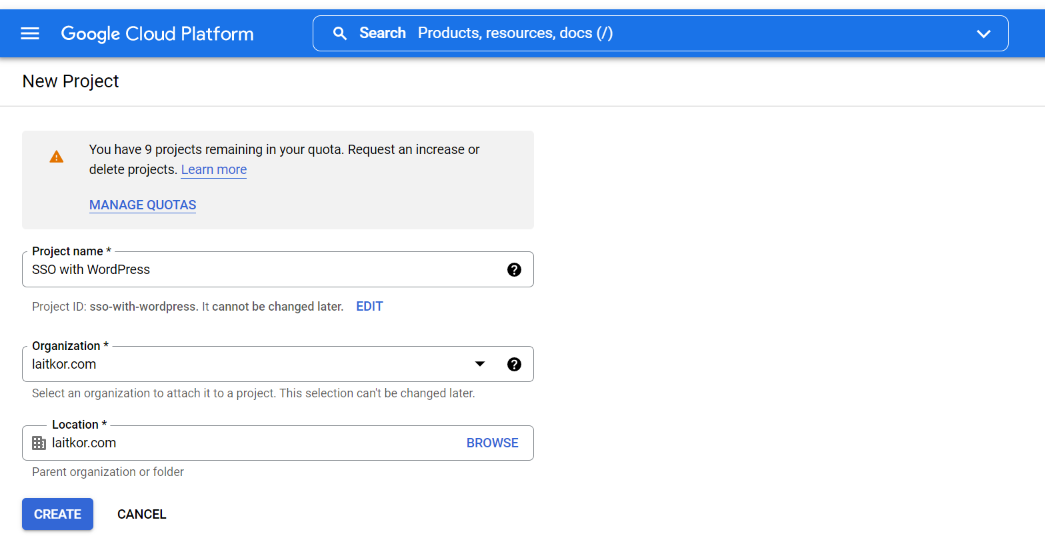 Google Cloud Platform
Search Products, resources, docs (/)
New Project
You have 9 projects remaining in your quota. Request an increase or
delete projects. Learn more
MANAGE QUOTAS
Project name *
SSO with WordPress
Project ID: sso-with-wordpress. It cannot be changed later. EDIT
Organization *
laitkor.com
Select an organization to attach it to a project. This selection can't be changed later.
Location *
laitkor.com BROWSE
Parent organization or folder
CREATE CANCEL